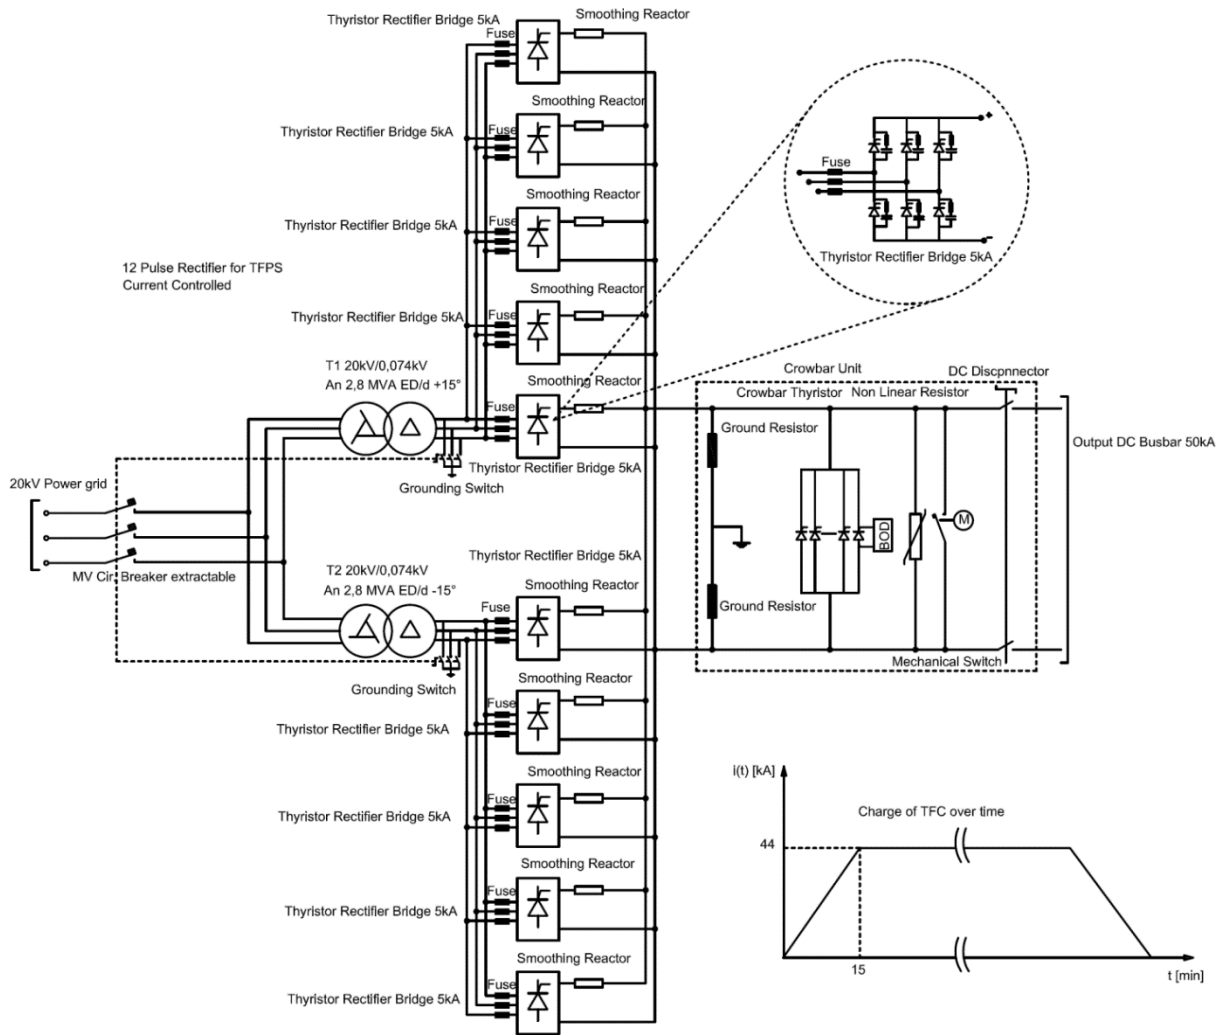 Thyristor Rectifier Bridge 5kA
Smoothing Reactor
Fuse
Smoothing Reactor
Thyristor Rectifier Bridge 5kA
Fuse
Smoothing Reactor
Thyristor Rectifier Bridge 5kA
Fuse
+
Fuse
-
Thyristor Rectifier Bridge 5kA
12 Pulse Rectifier for TFPS
Current Controlled
Smoothing Reactor
Thyristor Rectifier Bridge 5kA
Fuse
T1 20kV/0,074kV
An 2,8 MVA ED/d +15°
Smoothing Reactor
Fuse
Thyristor Rectifier Bridge 5kA
Grounding Switch
Crowbar Unit
DC Discpnnector
Crowbar Thyristor
Non Linear Resistor
Ground Resistor
Output DC Busbar 50kA
20kV Power grid
M
BOD
MV Cir. Breaker extractable
Thyristor Rectifier Bridge 5kA
T2 20kV/0,074kV
An 2,8 MVA ED/d -15°
Smoothing Reactor
Fuse
Ground Resistor
Mechanical Switch
Grounding Switch
Smoothing Reactor
Fuse
Thyristor Rectifier Bridge 5kA
Smoothing Reactor
Fuse
Thyristor Rectifier Bridge 5kA
Smoothing Reactor
Fuse
Thyristor Rectifier Bridge 5kA
Smoothing Reactor
Fuse
Thyristor Rectifier Bridge 5kA
i(t) [kA]
Charge of TFC over time
44
15
t [min]